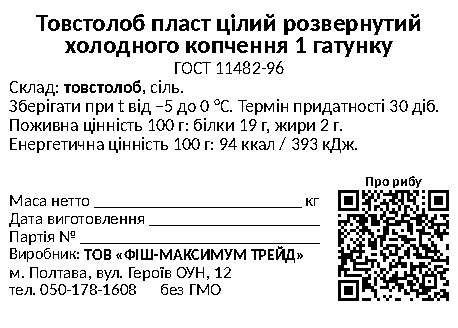 Товстолоб пласт цілий розвернутий
холодного копчення 1 гатунку
ГОСТ 11482-96
Склад: товстолоб, сіль.
Зберігати при t від −5 до 0 °С. Термін придатності 30 діб.
Поживна цінність 100 г: білки 19 г, жири 2 г.
Енергетична цінність 100 г: 94 ккал / 393 кДж.
Про рибу
Маса нетто ___ кг
Дата виготовлення ___
Партія № ___
Виробник: ТОВ «ФІШ-МАКСИМУМ ТРЕЙД»
м. Полтава, вул. Героїв ОУН, 12
тел. 050-178-1608 без ГМО